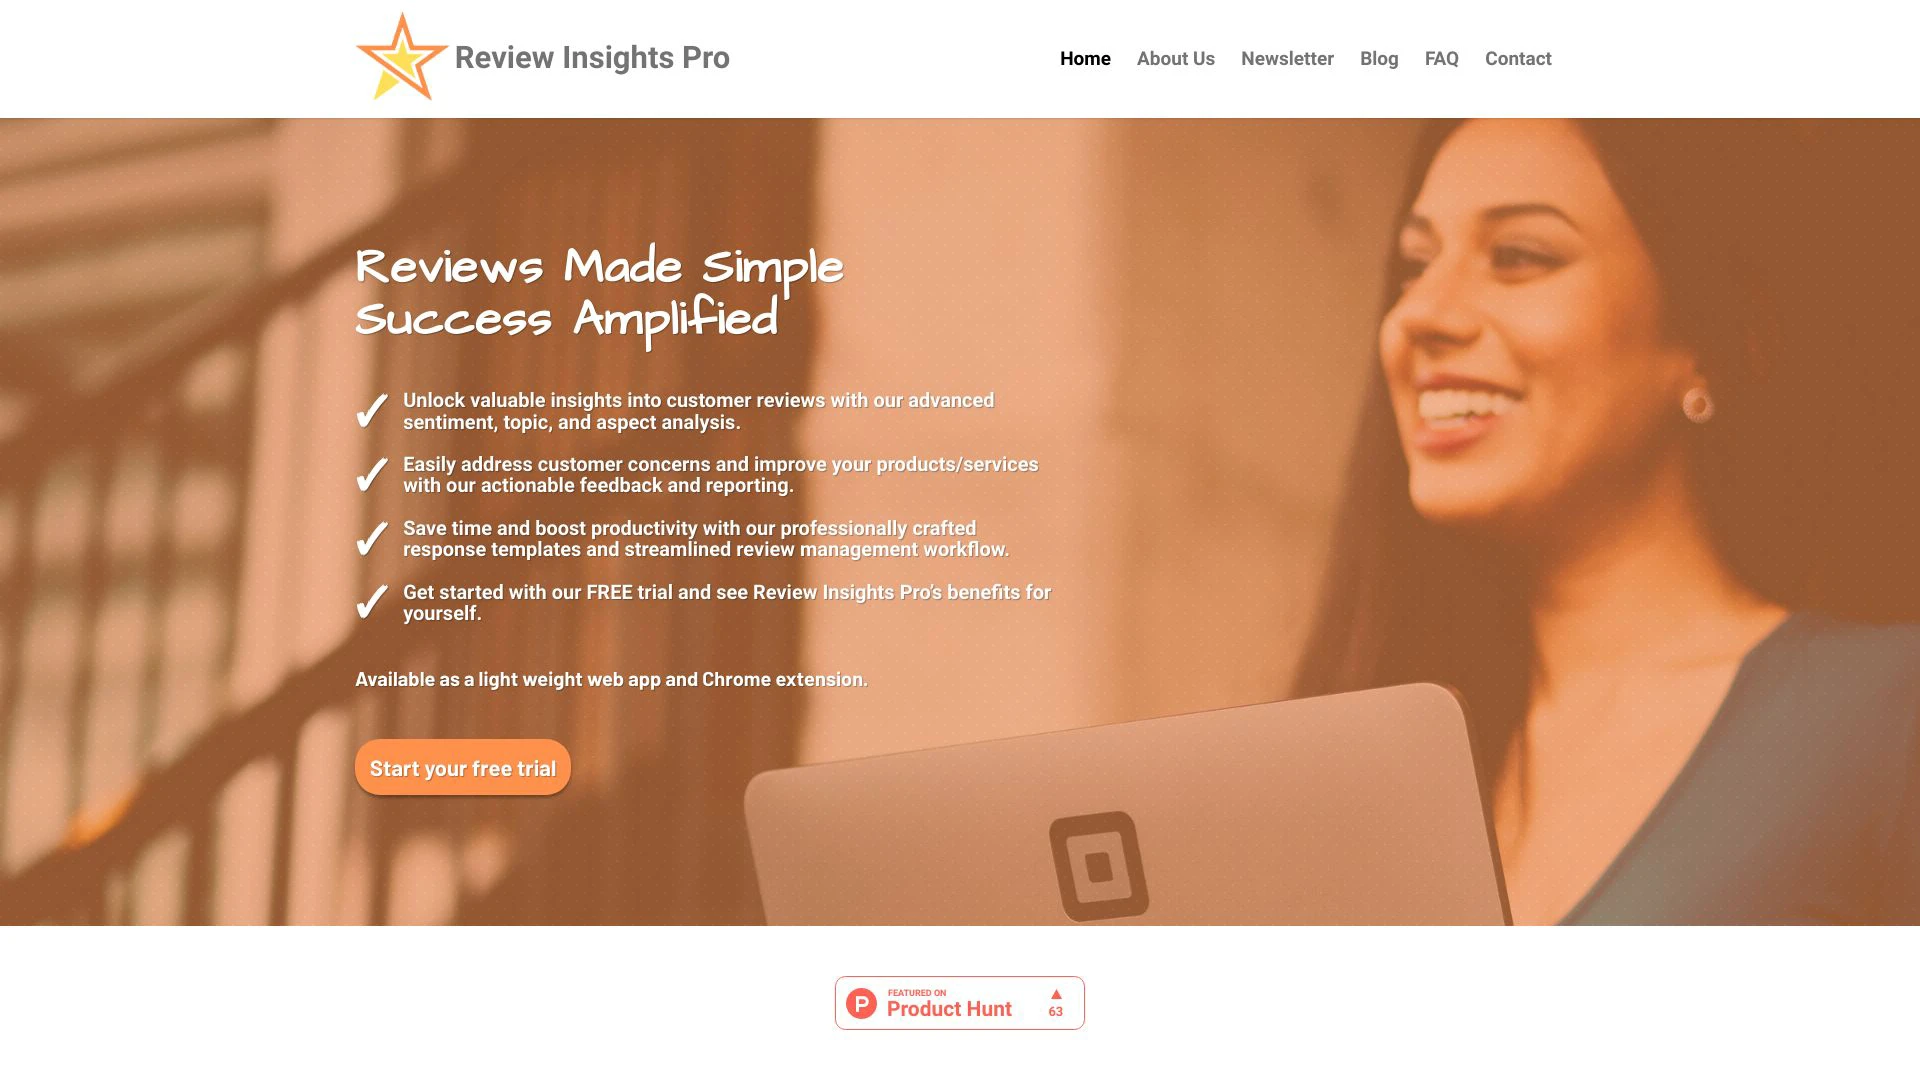 Review Insights Pro
Home
About Us
Newsletter
Blog
FAQ
Contact
Reviews Made Simple
Success Amplified
Unlock valuable insights into customer reviews with our advanced
sentiment, topic, and aspect analysis.
Easily address customer concerns and improve your products/services
with our actionable feedback and reporting.
Save time and boost productivity with our professionally crafted
response templates and streamlined review management workflow.
Get started with our FREE trial and see Review Insights Pro’s benefits for
yourself.
Available as a light weight web app and Chrome extension.
Start your free trial
P
FEATURED ON
Product Hunt
▲
63